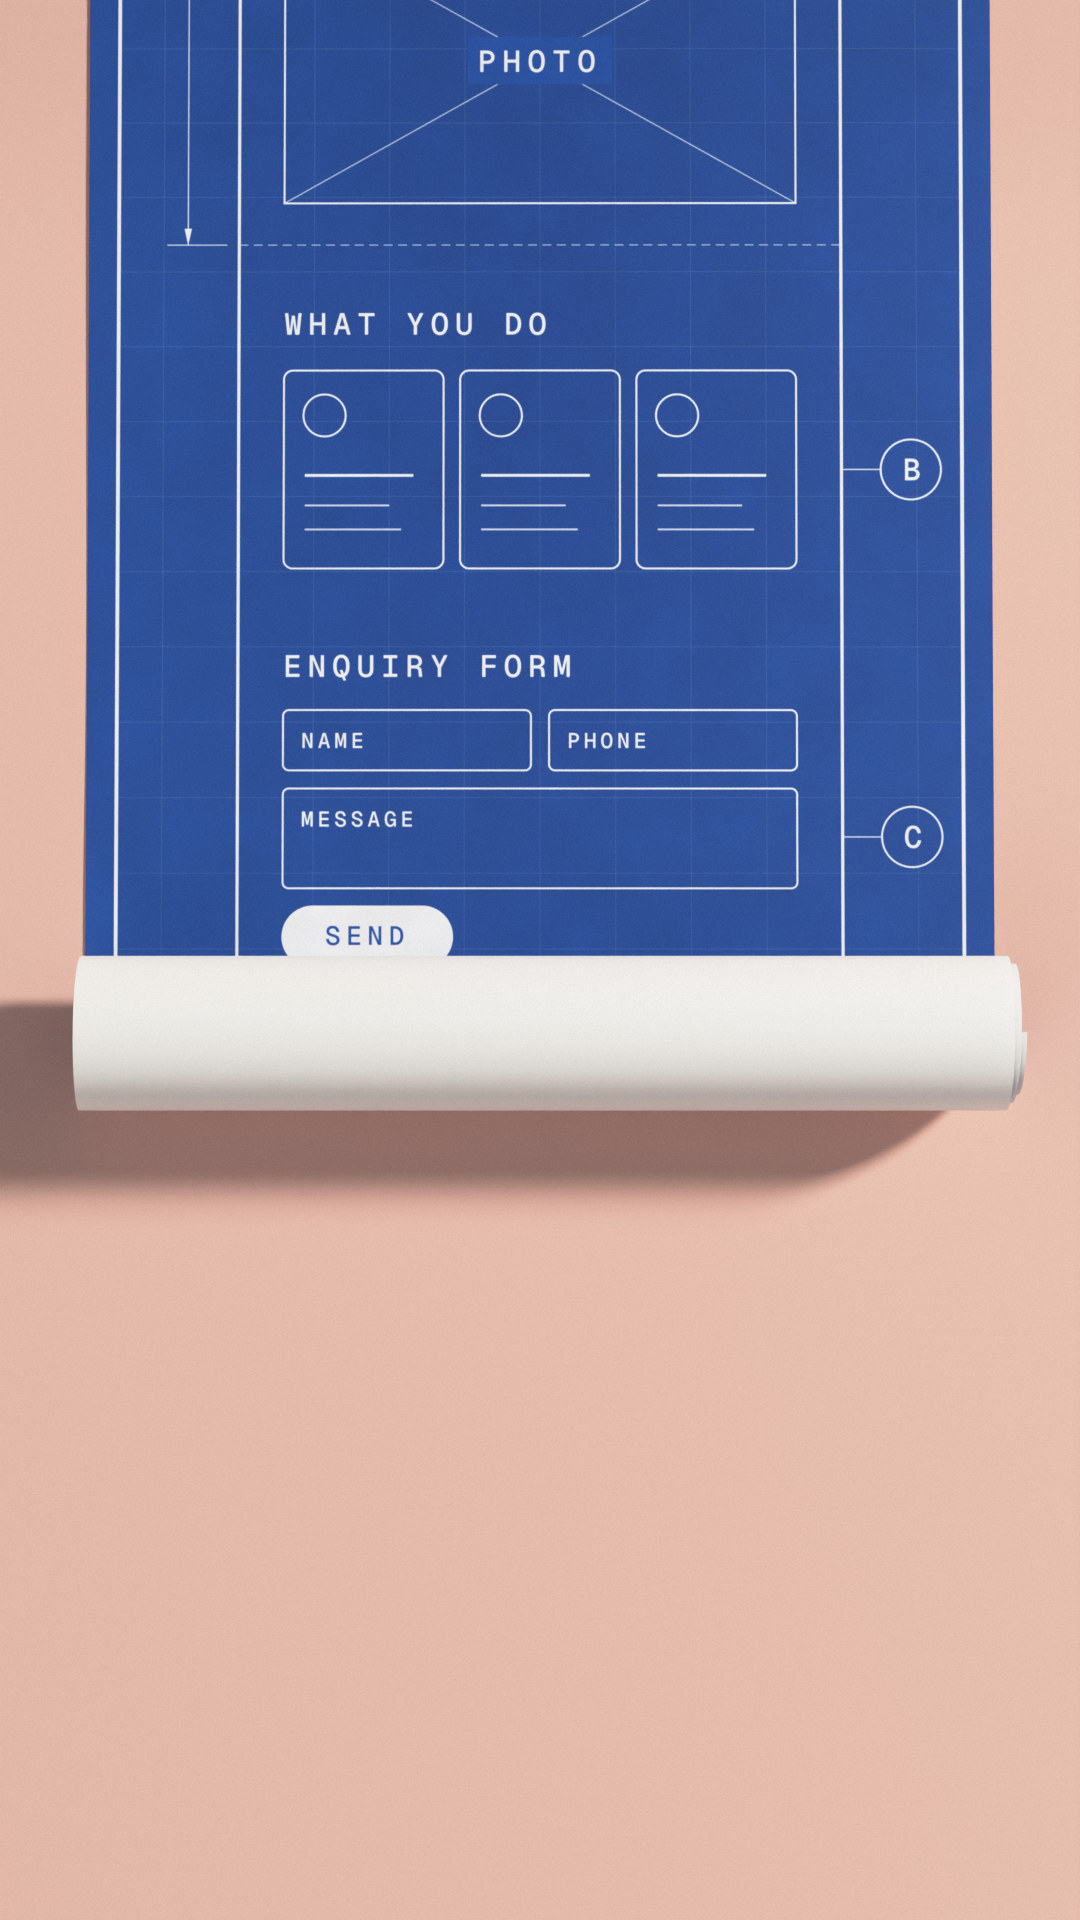 PHOTO
WHAT YOU DO
B
ENQUIRY FORM
NAME PHONE
MESSAGE
C
SEND